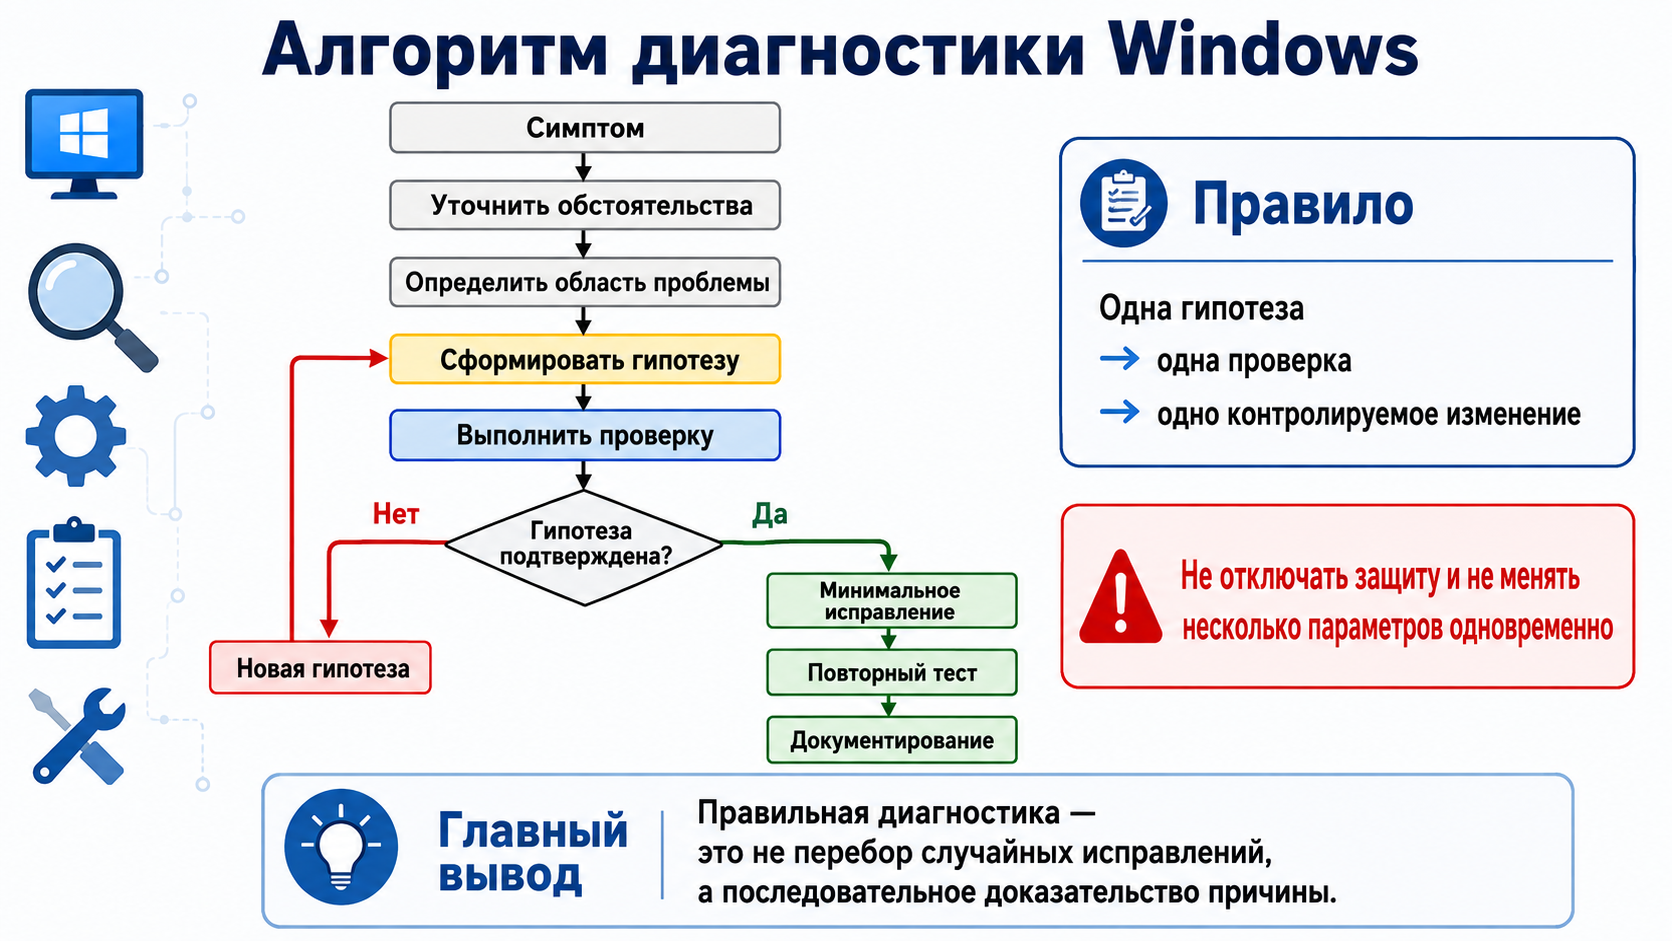 Алгоритм диагностики Windows
Симптом
Уточнить обстоятельства
Определить область проблемы
Сформировать гипотезу
Выполнить проверку
Гипотеза
подтверждена?
Нет
Да
Новая гипотеза
Минимальное
исправление
Повторный тест
Документирование
Правило
Одна гипотеза
→ одна проверка
→ одно контролируемое изменение
Не отключать защиту и не менять
несколько параметров одновременно
Главный
вывод
Правильная диагностика —
это не перебор случайных исправлений,
а последовательное доказательство причины.